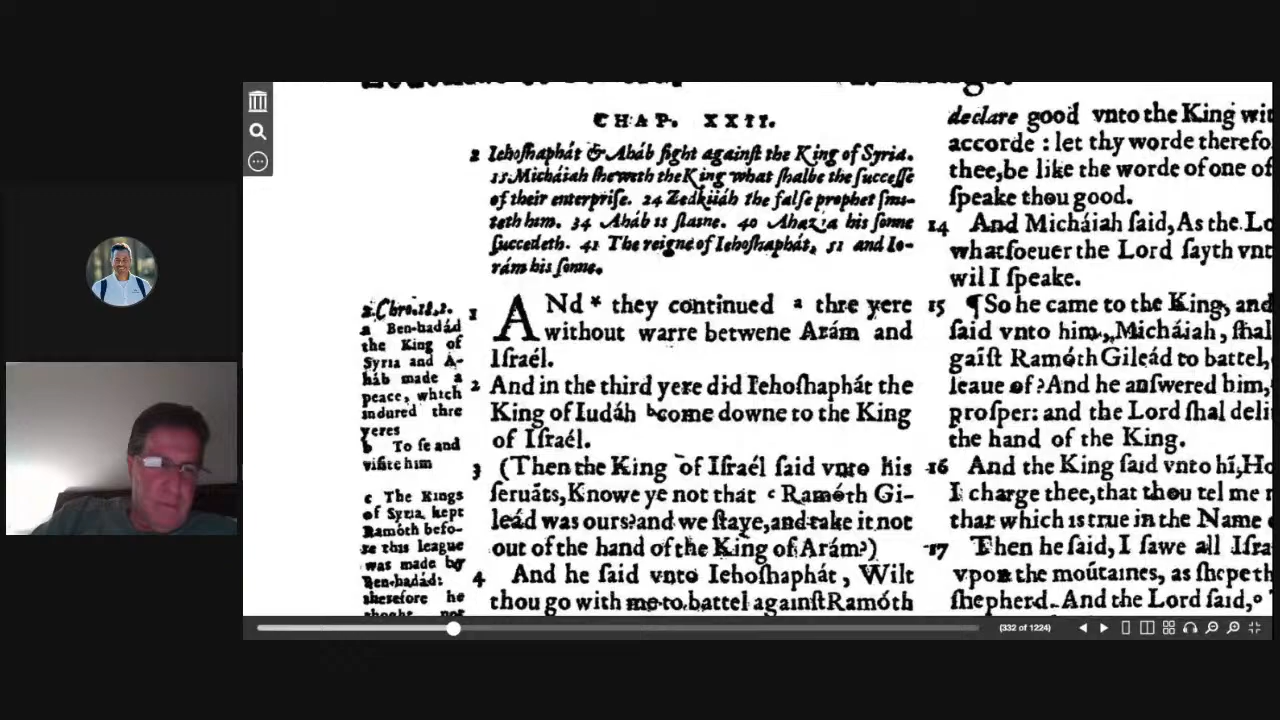 CHAP. XXII.
2 Iehoſhaphát & Aháb fight againſt the King of Syria.
15 Micháiah ſheweth the King what ſhalbe the ſucceſſe
of their enterpriſe. 24 Zedkiiáh the falſe prophet ſmi-
teth him. 34 Aháb is ſlaine. 40 Ahazia his ſonne
ſuccedeth. 41 The reigne of Iehoſhaphát, 51 and Io-
rám his ſonne.
1 ANd * they continued a thre yere
without warre betwene Arám and
Iſraél.
2 And in the third yere did Iehoſhaphát the
King of Iudáh b come downe to the King
of Iſraél.
3 (Then the King of Iſraél ſaid vnto his
ſeruāts, Knowe ye not that c Ramóth Gi-
leád was ours? and we ſtaye, and take it not
out of the hand of the King of Arám?)
4 And he ſaid vnto Iehoſhaphát, Wilt
thou go with me to battel againſt Ramóth
2. Chro. 18.1.
a Ben-hadád
the King of
Syria and A-
háb made a
peace, which
indured thre
yeres
b To ſe and
viſite him
c The Kings
of Syria kept
Ramóth befo-
re this league
was made by
Ben-hadád:
therefore he
thoght not
declare good vnto the King wit
accorde : let thy worde therefo
thee, be like the worde of one of
ſpeake thou good.
14 And Micháiah ſaid, As the Lo
whatſoeuer the Lord ſayth vnt
wil I ſpeake.
15 ¶ So he came to the King, and
ſaid vnto him, Micháiah, ſhal
gaiſt Ramóth Gileád to battel,
leaue of? And he anſwered him,
proſper: and the Lord ſhal deli
the hand of the King.
16 And the King ſaid vnto hī, Ho
I charge thee, that thou tel me n
that which is true in the Name
17 Then he ſaid, I ſawe all Iſra
vpon the moūtaines, as ſhepe th
ſhepherd. And the Lord ſaid, o
(332 of 1224)